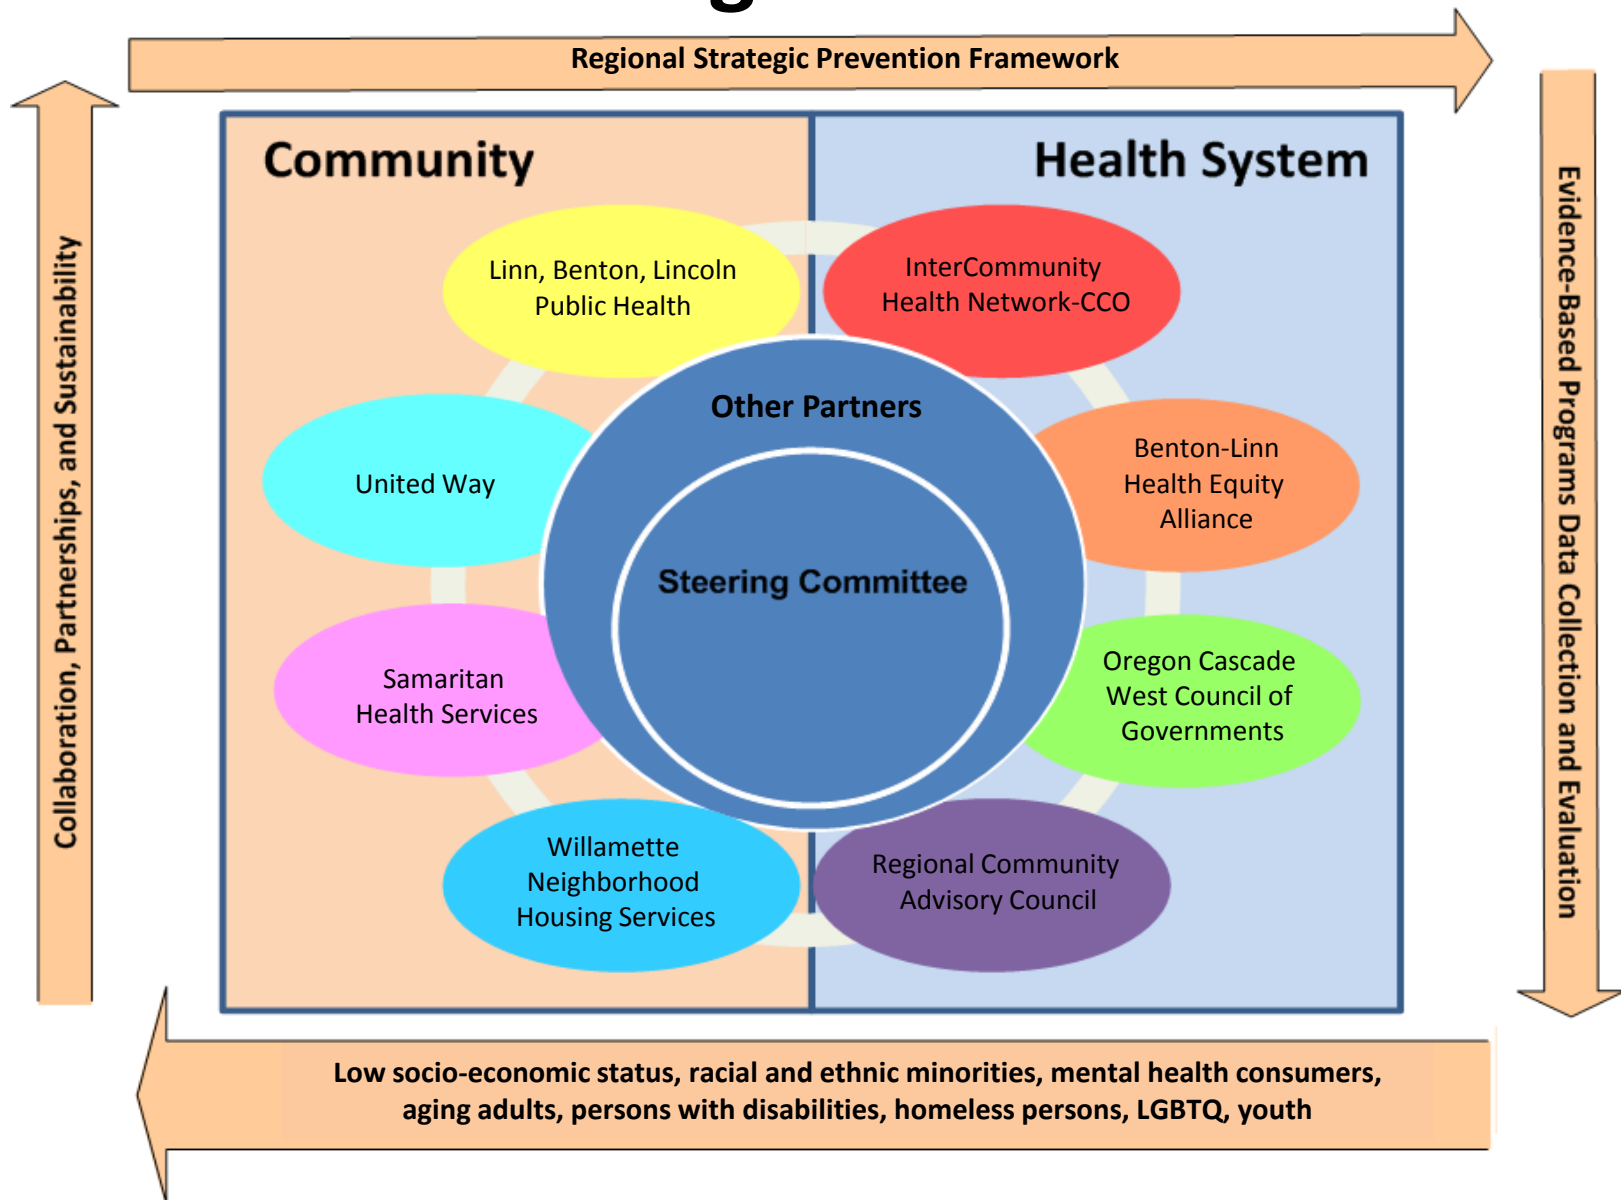 Regional Strategic Prevention Framework
Community
Health System
Linn, Benton, Lincoln
Public Health
InterCommunity
Health Network-CCO
Other Partners
United Way
Benton-Linn
Health Equity
Alliance
Steering Committee
Samaritan
Health Services
Oregon Cascade
West Council of
Governments
Willamette
Neighborhood
Housing Services
Regional Community
Advisory Council
Collaboration, Partnerships, and Sustainability
Evidence-Based Programs Data Collection and Evaluation
Low socio-economic status, racial and ethnic minorities, mental health consumers,
aging adults, persons with disabilities, homeless persons, LGBTQ, youth